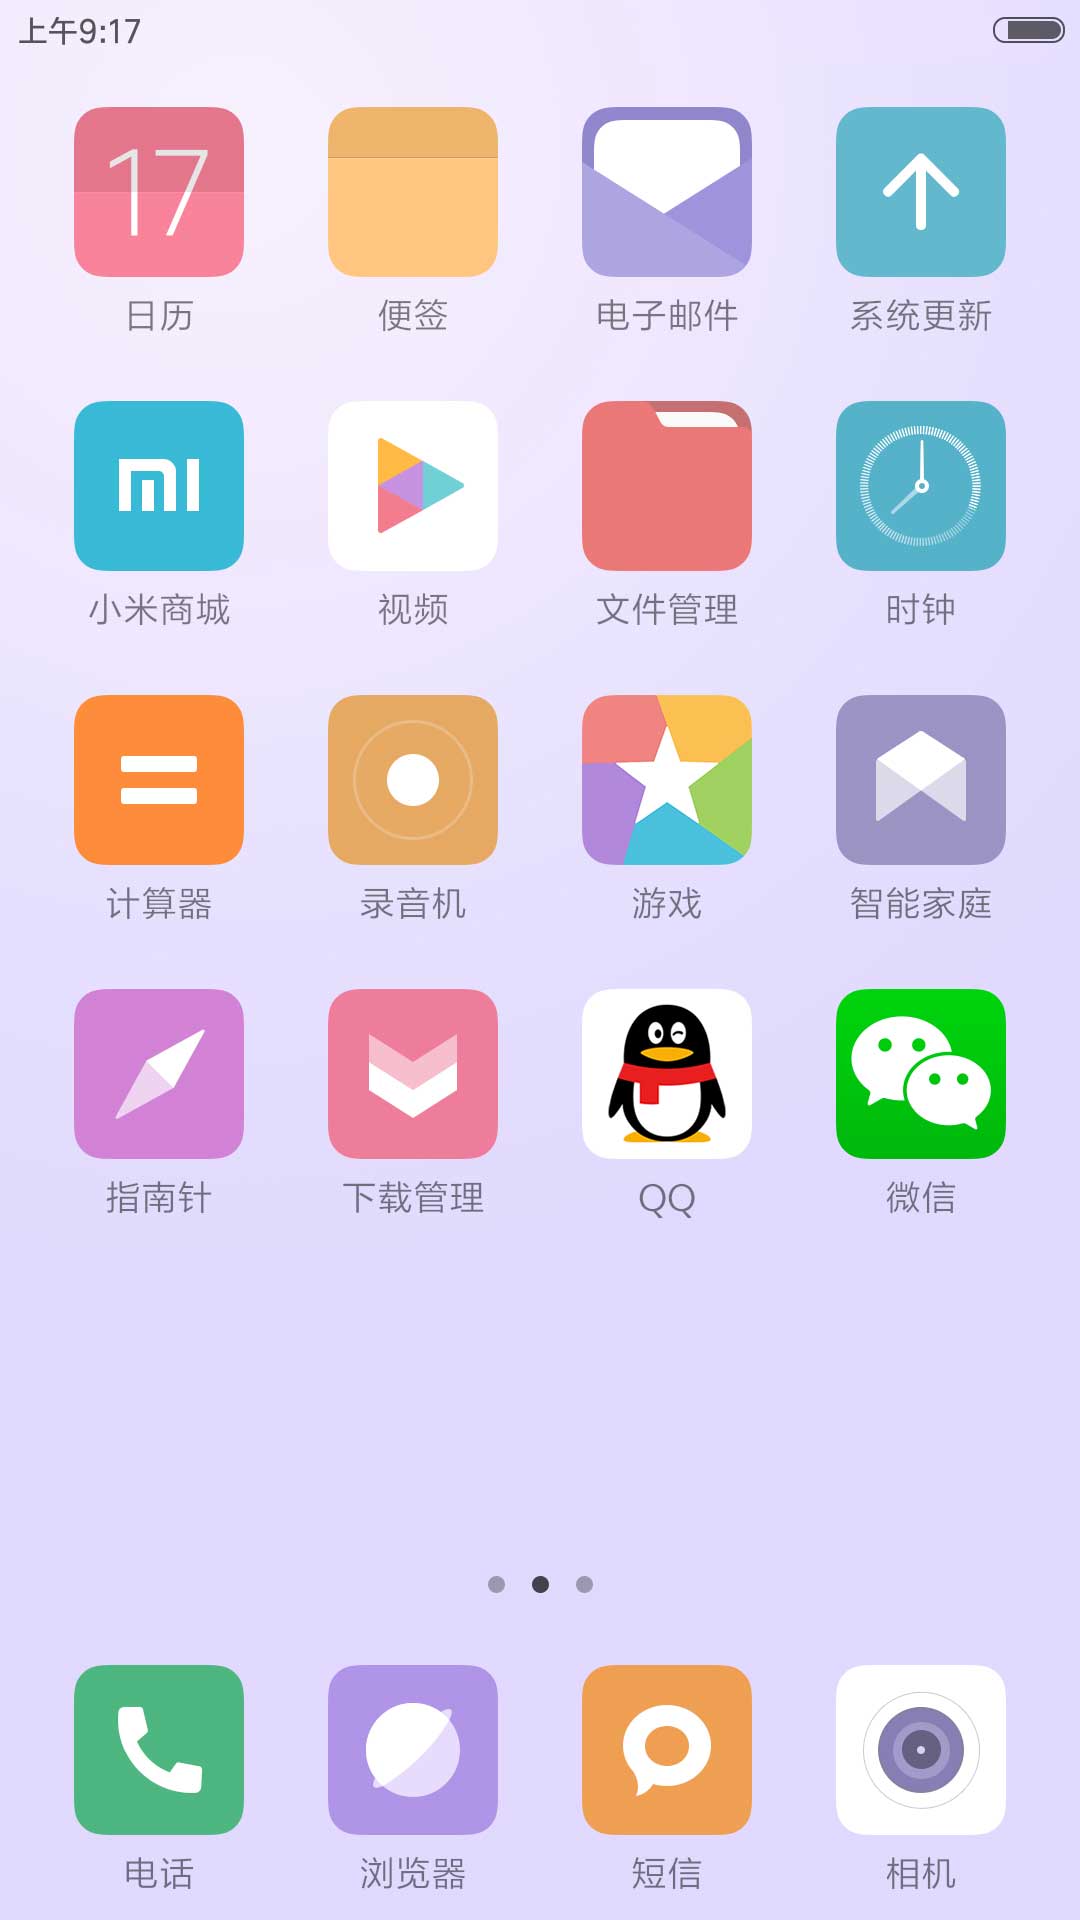 上午9:17
17
日历 便签 电子邮件 系统更新
mi
小米商城 视频 文件管理 时钟
计算器 录音机 游戏 智能家庭
指南针 下载管理 QQ 微信
电话 浏览器 短信 相机